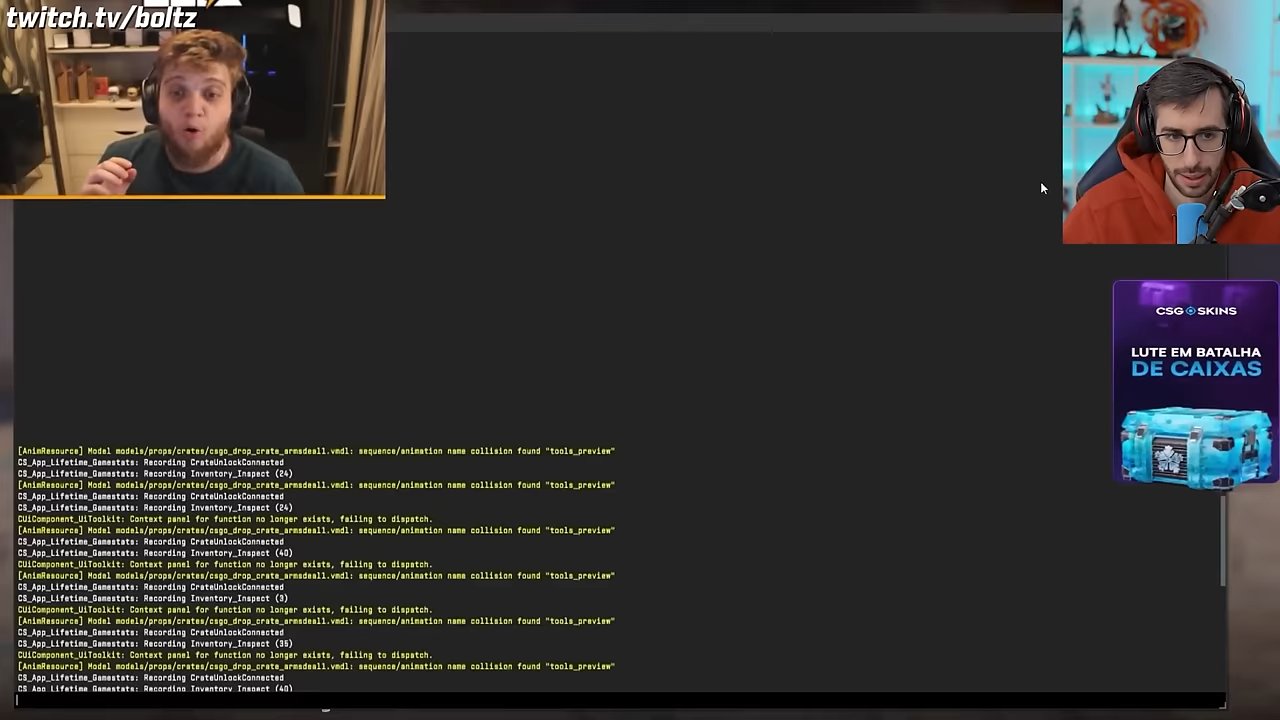 twitch.tv/boltz
CSG SKINS
LUTE EM BATALHA
DE CAIXAS
[AnimResource] Model models/props/crates/csgo_drop_crate_armsdeal1.vmdl: sequence/animation name collision found "tools_preview"
CS_App_Lifetime_Gamestats: Recording CrateUnlockConnected
CS_App_Lifetime_Gamestats: Recording Inventory_Inspect (24)
[AnimResource] Model models/props/crates/csgo_drop_crate_armsdeal1.vmdl: sequence/animation name collision found "tools_preview"
CS_App_Lifetime_Gamestats: Recording CrateUnlockConnected
CS_App_Lifetime_Gamestats: Recording Inventory_Inspect (24)
CUiComponent_UiToolkit: Context panel for function no longer exists, failing to dispatch.
[AnimResource] Model models/props/crates/csgo_drop_crate_armsdeal1.vmdl: sequence/animation name collision found "tools_preview"
CS_App_Lifetime_Gamestats: Recording CrateUnlockConnected
CS_App_Lifetime_Gamestats: Recording Inventory_Inspect (40)
CUiComponent_UiToolkit: Context panel for function no longer exists, failing to dispatch.
[AnimResource] Model models/props/crates/csgo_drop_crate_armsdeal1.vmdl: sequence/animation name collision found "tools_preview"
CS_App_Lifetime_Gamestats: Recording CrateUnlockConnected
CS_App_Lifetime_Gamestats: Recording Inventory_Inspect (3)
CUiComponent_UiToolkit: Context panel for function no longer exists, failing to dispatch.
[AnimResource] Model models/props/crates/csgo_drop_crate_armsdeal1.vmdl: sequence/animation name collision found "tools_preview"
CS_App_Lifetime_Gamestats: Recording CrateUnlockConnected
CS_App_Lifetime_Gamestats: Recording Inventory_Inspect (35)
CUiComponent_UiToolkit: Context panel for function no longer exists, failing to dispatch.
[AnimResource] Model models/props/crates/csgo_drop_crate_armsdeal1.vmdl: sequence/animation name collision found "tools_preview"
CS_App_Lifetime_Gamestats: Recording CrateUnlockConnected
CS_App_Lifetime_Gamestats: Recording Inventory_Inspect (40)